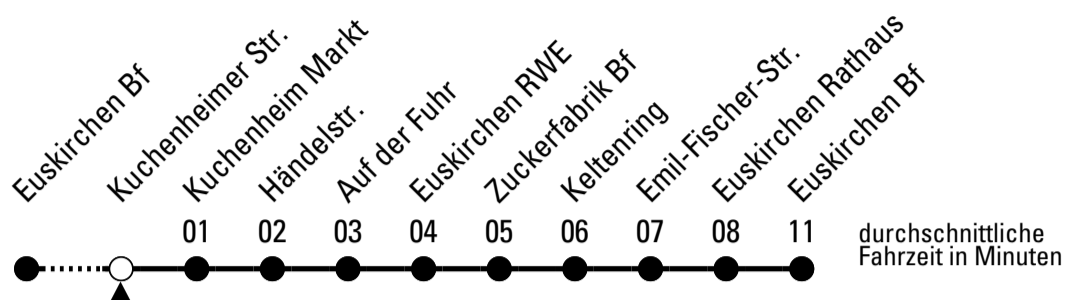 Euskirchen Bf
Kuchenheimer Str.
Kuchenheim Markt
Händelstr.
Auf der Fuhr
Euskirchen RWE
Zuckerfabrik Bf
Keltenring
Emil-Fischer-Str.
Euskirchen Rathaus
Euskirchen Bf
01 02 03 04 05 06 07 08 11
durchschnittliche
Fahrzeit in Minuten